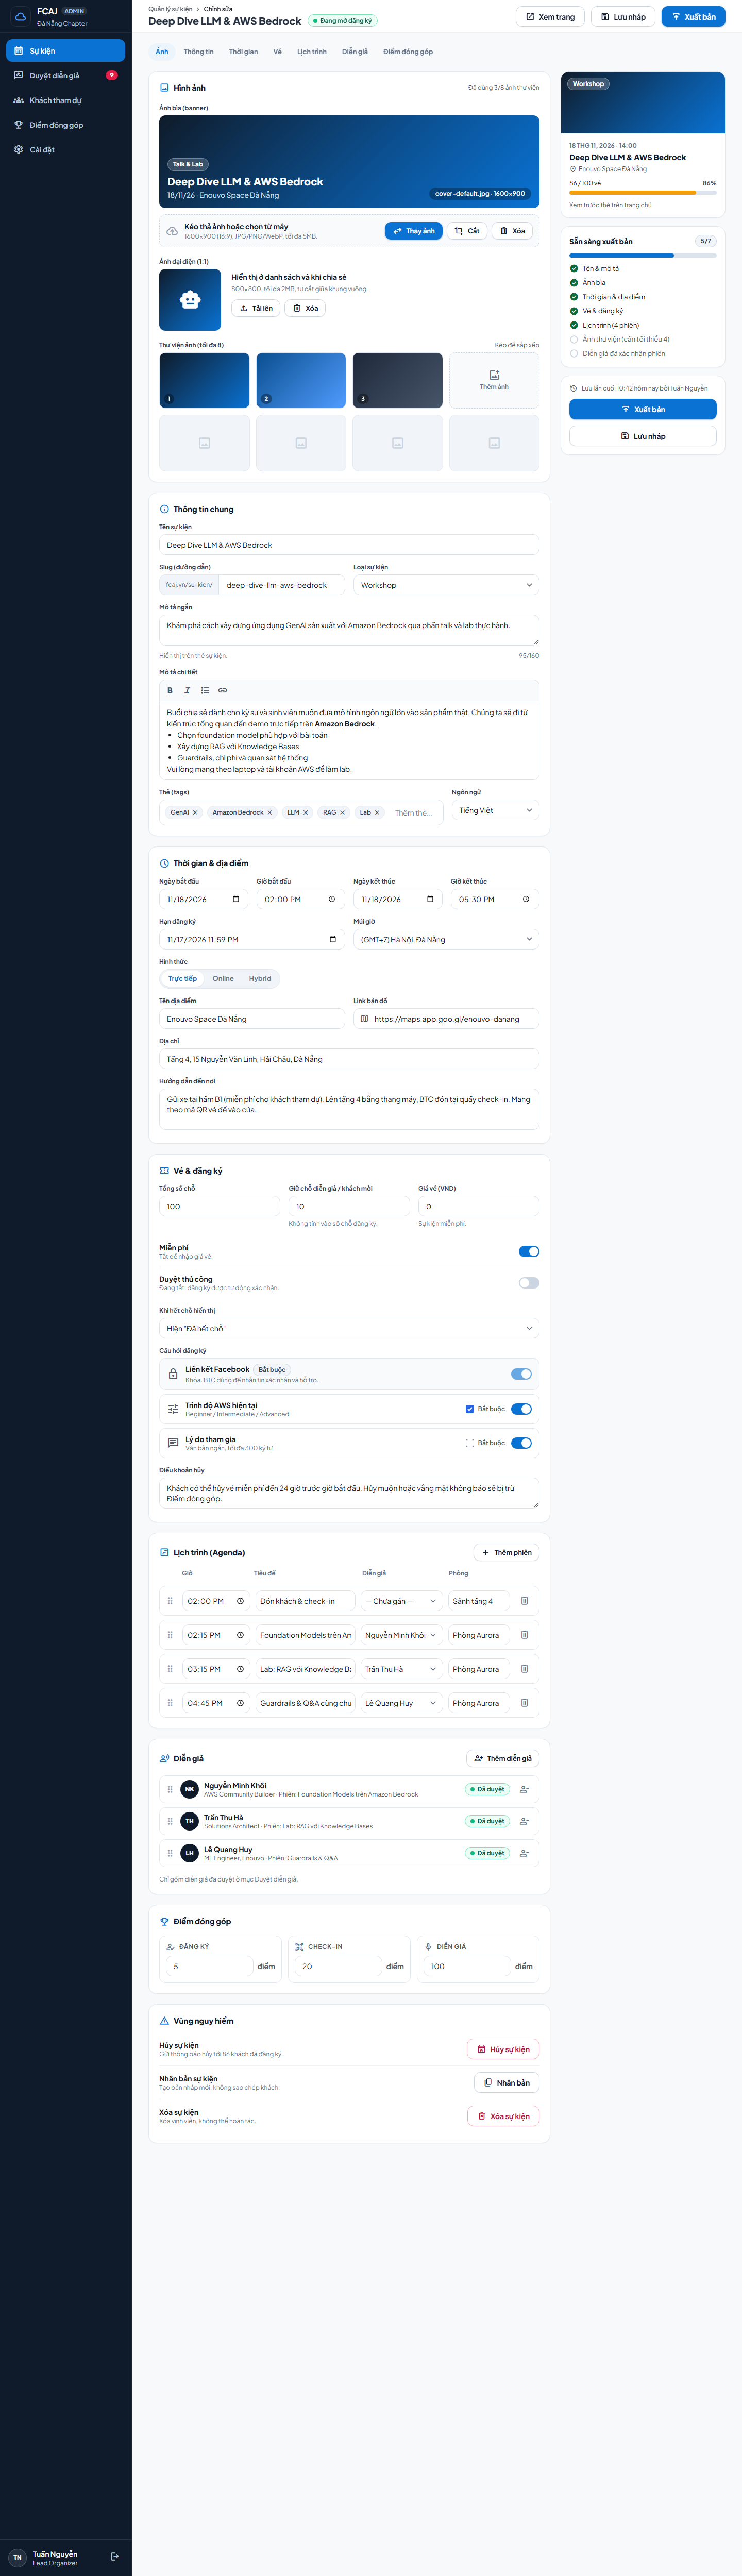 FCAJ ADMIN
Đà Nẵng Chapter
Sự kiện
Duyệt diễn giả 9
Khách tham dự
Điểm đóng góp
Cài đặt
Quản lý sự kiện › Chỉnh sửa
Deep Dive LLM & AWS Bedrock Đang mở đăng ký
Xem trang Lưu nháp Xuất bản
Ảnh Thông tin Thời gian Vé Lịch trình Diễn giả Điểm đóng góp
Hình ảnh Đã dùng 3/8 ảnh thư viện
Ảnh bìa (banner)
Talk & Lab
Deep Dive LLM & AWS Bedrock
18/11/26 · Enouvo Space Đà Nẵng
cover-default.jpg · 1600×900
Kéo thả ảnh hoặc chọn từ máy
1600×900 (16:9), JPG/PNG/WebP, tối đa 5MB.
Thay ảnh Cắt Xóa
Ảnh đại diện (1:1)
Hiển thị ở danh sách và khi chia sẻ
800×800, tối đa 2MB, tự cắt giữa khung vuông.
Tải lên Xóa
Thư viện ảnh (tối đa 8) Kéo để sắp xếp
1 2 3 Thêm ảnh
Workshop
18 THG 11, 2026 · 14:00
Deep Dive LLM & AWS Bedrock
Enouvo Space Đà Nẵng
86 / 100 vé 86%
Xem trước thẻ trên trang chủ
Sẵn sàng xuất bản 5/7
Tên & mô tả
Ảnh bìa
Thời gian & địa điểm
Vé & đăng ký
Lịch trình (4 phiên)
Ảnh thư viện (cần tối thiểu 4)
Diễn giả đã xác nhận phiên
Lưu lần cuối 10:42 hôm nay bởi Tuấn Nguyễn
Xuất bản
Lưu nháp
Thông tin chung
Tên sự kiện
Deep Dive LLM & AWS Bedrock
Slug (đường dẫn) Loại sự kiện
fcaj.vn/su-kien/ deep-dive-llm-aws-bedrock Workshop
Mô tả ngắn
Khám phá cách xây dựng ứng dụng GenAI sản xuất với Amazon Bedrock qua phần talk và lab thực hành.
Hiển thị trên thẻ sự kiện. 95/160
Mô tả chi tiết
B I
Buổi chia sẻ dành cho kỹ sư và sinh viên muốn đưa mô hình ngôn ngữ lớn vào sản phẩm thật. Chúng ta sẽ đi từ
kiến trúc tổng quan đến demo trực tiếp trên Amazon Bedrock.
• Chọn foundation model phù hợp với bài toán
• Xây dựng RAG với Knowledge Bases
• Guardrails, chi phí và quan sát hệ thống
Vui lòng mang theo laptop và tài khoản AWS để làm lab.
Thẻ (tags) Ngôn ngữ
GenAI × Amazon Bedrock × LLM × RAG × Lab × Thêm thẻ... Tiếng Việt
Thời gian & địa điểm
Ngày bắt đầu Giờ bắt đầu Ngày kết thúc Giờ kết thúc
11/18/2026 02:00 PM 11/18/2026 05:30 PM
Hạn đăng ký Múi giờ
11/17/2026 11:59 PM (GMT+7) Hà Nội, Đà Nẵng
Hình thức
Trực tiếp Online Hybrid
Tên địa điểm Link bản đồ
Enouvo Space Đà Nẵng https://maps.app.goo.gl/enouvo-danang
Địa chỉ
Tầng 4, 15 Nguyễn Văn Linh, Hải Châu, Đà Nẵng
Hướng dẫn đến nơi
Gửi xe tại hầm B1 (miễn phí cho khách tham dự). Lên tầng 4 bằng thang máy, BTC đón tại quầy check-in. Mang
theo mã QR vé để vào cửa.
Vé & đăng ký
Tổng số chỗ Giữ chỗ diễn giả / khách mời Giá vé (VND)
100 10 0
Không tính vào số chỗ đăng ký. Sự kiện miễn phí.
Miễn phí
Tắt để nhập giá vé.
Duyệt thủ công
Đang tắt: đăng ký được tự động xác nhận.
Khi hết chỗ hiển thị
Hiện "Đã hết chỗ"
Câu hỏi đăng ký
Liên kết Facebook Bắt buộc
Khóa. BTC dùng để nhắn tin xác nhận và hỗ trợ.
Trình độ AWS hiện tại Bắt buộc
Beginner / Intermediate / Advanced
Lý do tham gia Bắt buộc
Văn bản ngắn, tối đa 300 ký tự
Điều khoản hủy
Khách có thể hủy vé miễn phí đến 24 giờ trước giờ bắt đầu. Hủy muộn hoặc vắng mặt không báo sẽ bị trừ
Điểm đóng góp.
Lịch trình (Agenda) Thêm phiên
Giờ Tiêu đề Diễn giả Phòng
02:00 PM Đón khách & check-in — Chưa gán — Sảnh tầng 4
02:15 PM Foundation Models trên Am Nguyễn Minh Khôi Phòng Aurora
03:15 PM Lab: RAG với Knowledge Ba Trần Thu Hà Phòng Aurora
04:45 PM Guardrails & Q&A cùng chu Lê Quang Huy Phòng Aurora
Diễn giả Thêm diễn giả
NK Nguyễn Minh Khôi Đã duyệt
AWS Community Builder · Phiên: Foundation Models trên Amazon Bedrock
TH Trần Thu Hà Đã duyệt
Solutions Architect · Phiên: Lab: RAG với Knowledge Bases
LH Lê Quang Huy Đã duyệt
ML Engineer, Enouvo · Phiên: Guardrails & Q&A
Chỉ gồm diễn giả đã duyệt ở mục Duyệt diễn giả.
Điểm đóng góp
ĐĂNG KÝ CHECK-IN DIỄN GIẢ
5 điểm 20 điểm 100 điểm
Vùng nguy hiểm
Hủy sự kiện
Gửi thông báo hủy tới 86 khách đã đăng ký.
Hủy sự kiện
Nhân bản sự kiện
Tạo bản nháp mới, không sao chép khách.
Nhân bản
Xóa sự kiện
Xóa vĩnh viễn, không thể hoàn tác.
Xóa sự kiện
TN Tuấn Nguyễn
Lead Organizer